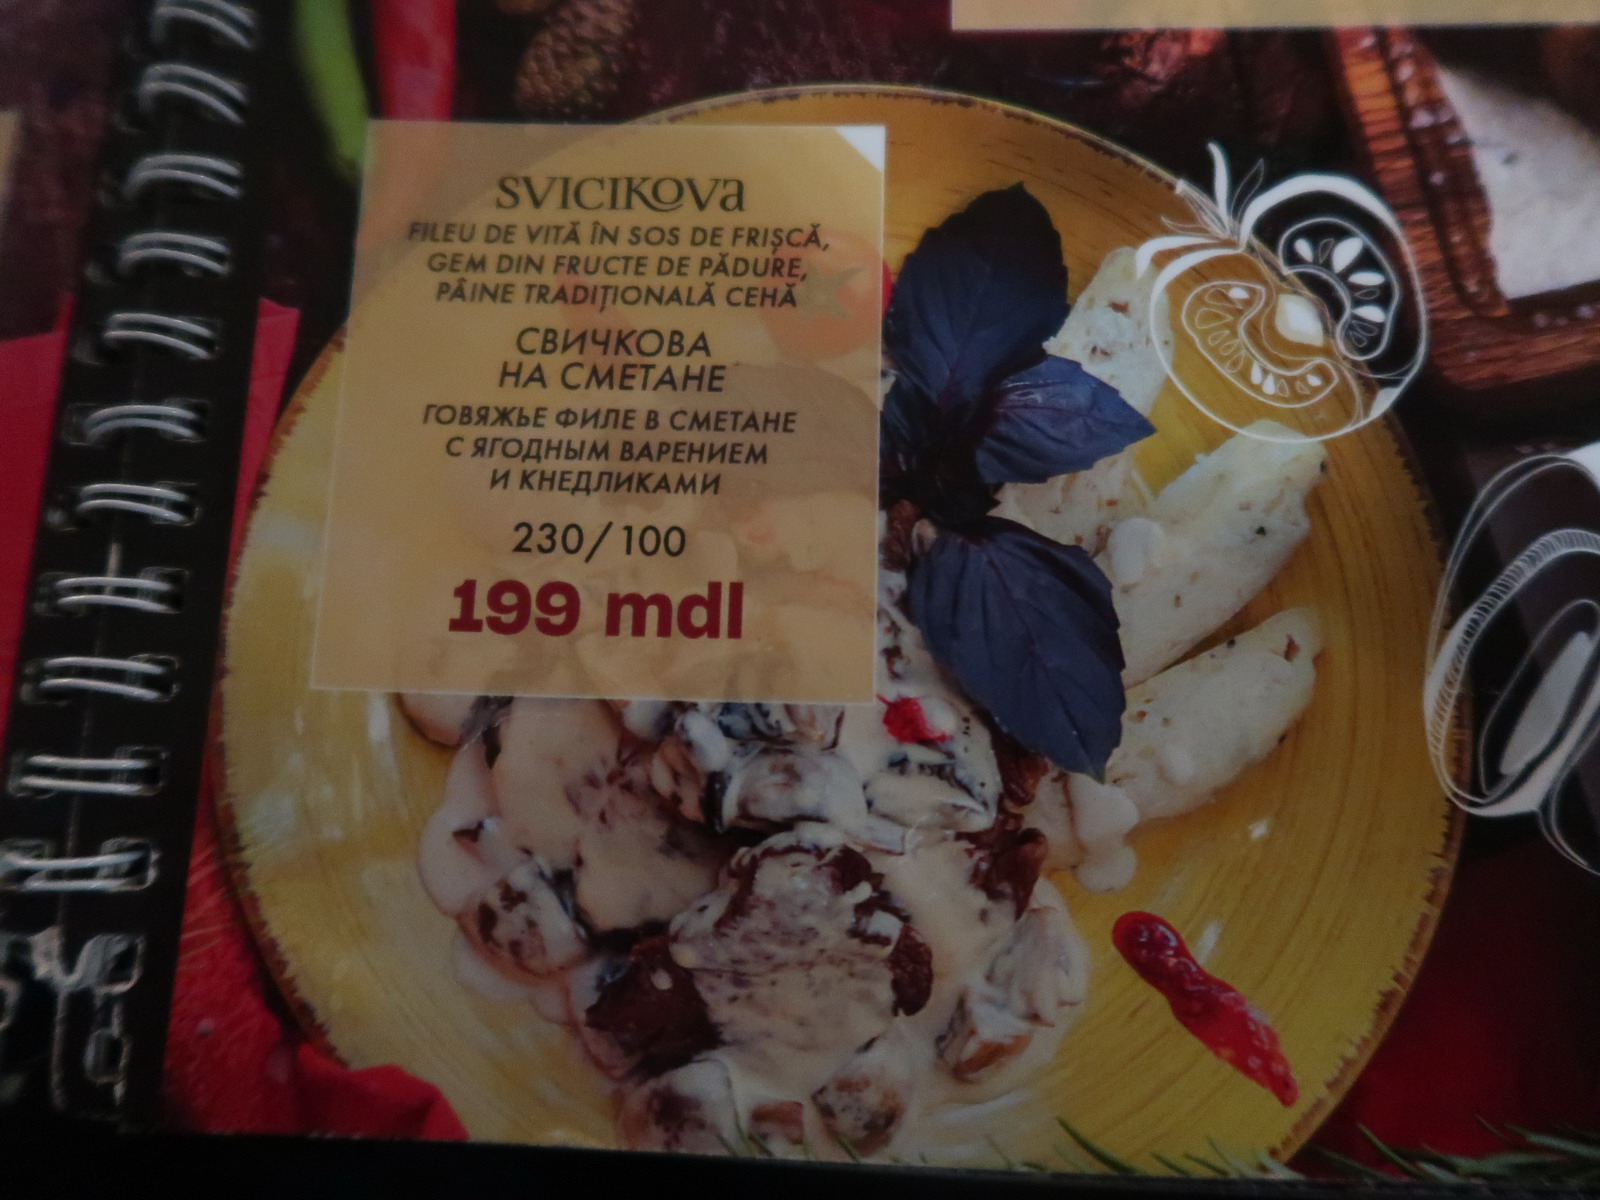 SVICIKOVA
FILEU DE VITĂ ÎN SOS DE FRIȘCĂ,
GEM DIN FRUCTE DE PĂDURE,
PÂINE TRADIȚIONALĂ CEHĂ
СВИЧКОВА
НА СМЕТАНЕ
ГОВЯЖЬЕ ФИЛЕ В СМЕТАНЕ
С ЯГОДНЫМ ВАРЕНИЕМ
И КНЕДЛИКАМИ
230/100
199 mdl